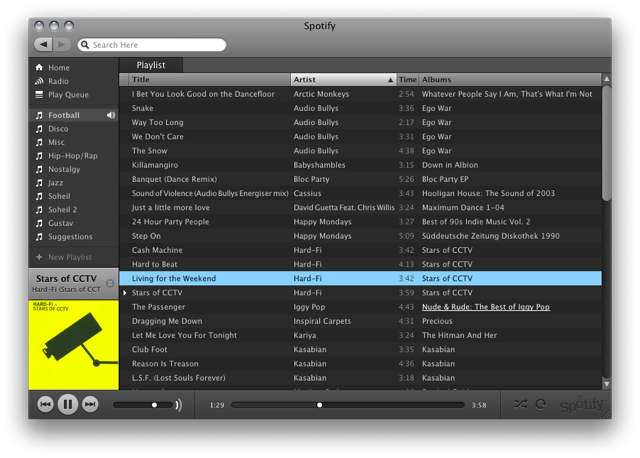 Spotify
Search Here
Home
Radio
Play Queue
Football
Disco
Misc
Hip-Hop/Rap
Nostalgy
Jazz
Soheil
Soheil 2
Gustav
Suggestions
+ New Playlist
Stars of CCTV
Hard-Fi (Stars of CCT
HARD-FI -
STARS OF CCTV
Playlist
Title Artist Time Albums
I Bet You Look Good on the Dancefloor Arctic Monkeys 2:54 Whatever People Say I Am, That's What I'm Not
Snake Audio Bullys 3:36 Ego War
Way Too Long Audio Bullys 2:17 Ego War
We Don't Care Audio Bullys 3:31 Ego War
The Snow Audio Bullys 4:38 Ego War
Killamangiro Babyshambles 3:15 Down in Albion
Banquet (Dance Remix) Bloc Party 5:26 Bloc Party EP
Sound of Violence (Audio Bullys Energiser mix) Cassius 3:43 Hooligan House: The Sound of 2003
Just a little more love David Guetta Feat. Chris Willis 3:24 Maximum Dance 1-04
24 Hour Party People Happy Mondays 3:27 Best of 90s Indie Music Vol. 2
Step On Happy Mondays 5:09 Süddeutsche Zeitung Diskothek 1990
Cash Machine Hard-Fi 3:42 Stars of CCTV
Hard to Beat Hard-Fi 4:13 Stars of CCTV
Living for the Weekend Hard-Fi 3:42 Stars of CCTV
Stars of CCTV Hard-Fi 3:59 Stars of CCTV
The Passenger Iggy Pop 4:43 Nude & Rude: The Best of Iggy Pop
Dragging Me Down Inspiral Carpets 4:31 Precious
Let Me Love You For Tonight Kariya 3:24 The Hitman And Her
Club Foot Kasabian 3:35 Kasabian
Reason Is Treason Kasabian 4:36 Kasabian
L.S.F. (Lost Souls Forever) Kasabian 3:18 Kasabian
1:29 3:58
Spotify